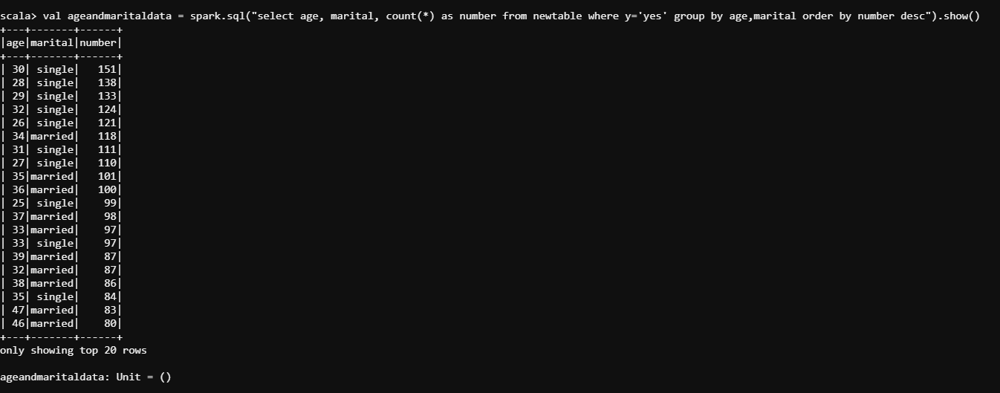 scala> val ageandmaritaldata = spark.sql("select age, marital, count(*) as number from newtable where y='yes' group by age,marital order by number desc").show()
+---+-------+------+
|age|marital|number|
+---+-------+------+
| 30| single|   151|
| 28| single|   138|
| 29| single|   133|
| 32| single|   124|
| 26| single|   121|
| 34|married|   118|
| 31| single|   111|
| 27| single|   110|
| 35|married|   101|
| 36|married|   100|
| 25| single|    99|
| 37|married|    98|
| 33|married|    97|
| 33| single|    97|
| 39|married|    87|
| 32|married|    87|
| 38|married|    86|
| 35| single|    84|
| 47|married|    83|
| 46|married|    80|
+---+-------+------+
only showing top 20 rows
ageandmaritaldata: Unit = ()